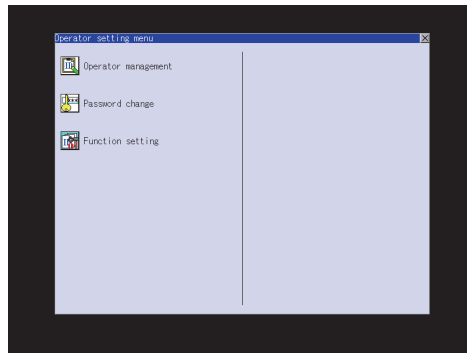 Operator setting menu
Operator management
Password change
Function setting